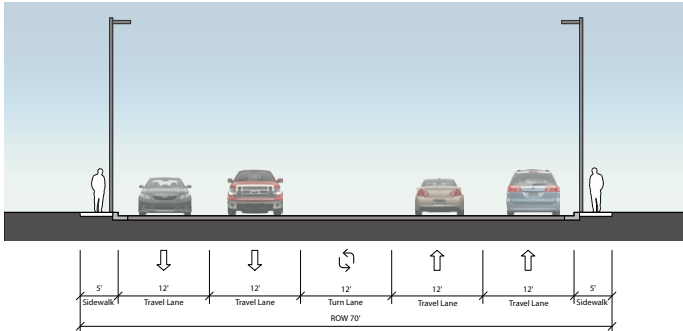 5' 12' 12' 12' 12' 12' 5'
Sidewalk Travel Lane Travel Lane Turn Lane Travel Lane Travel Lane Sidewalk
ROW 70'